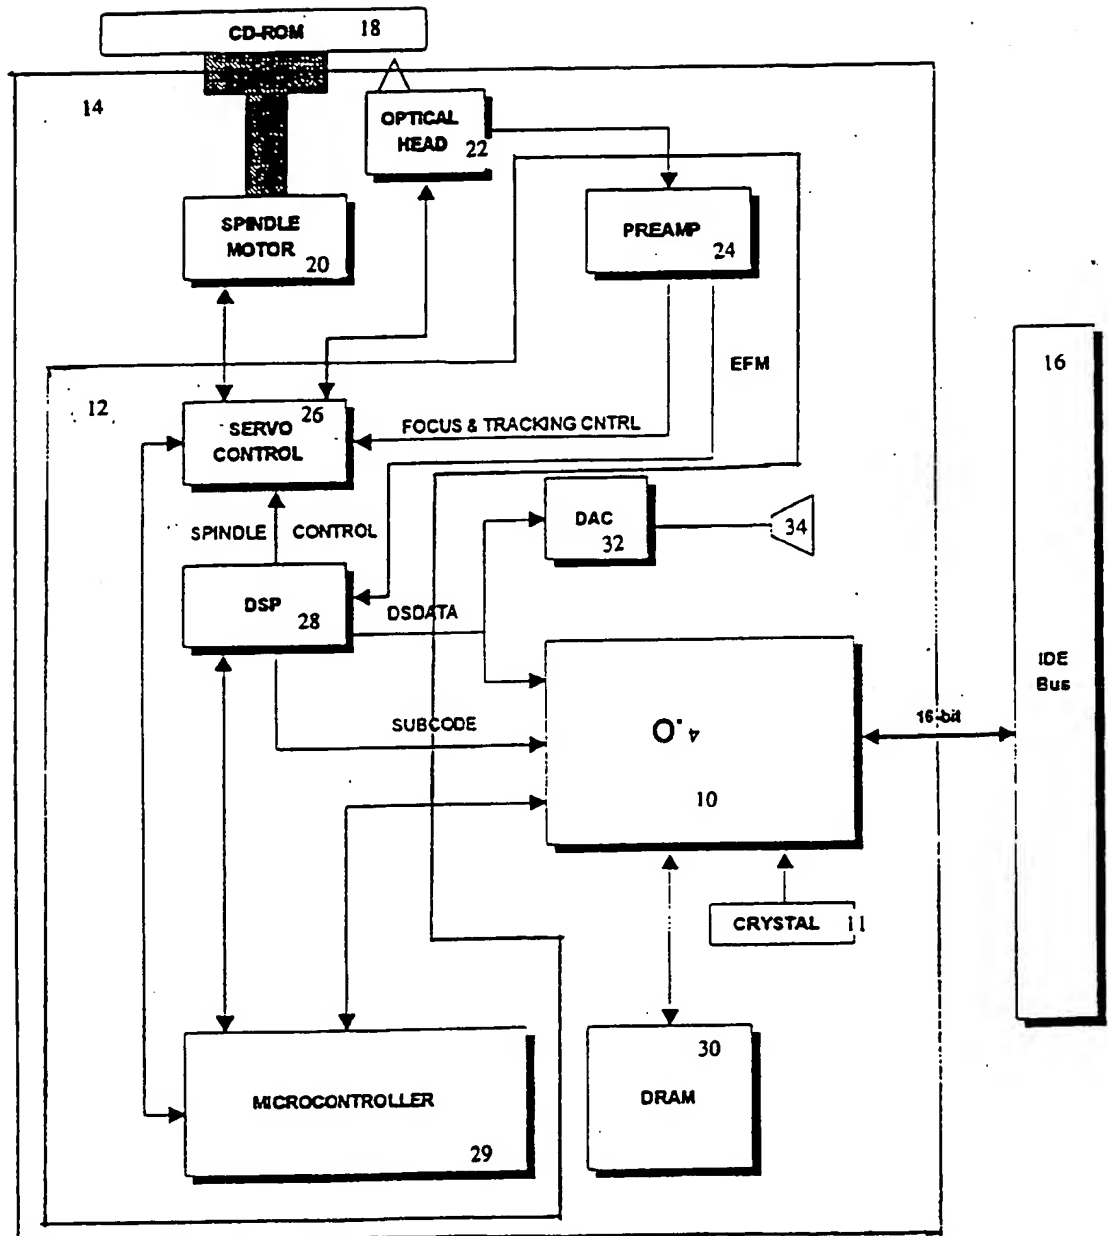 CD-ROM 18
14
OPTICAL
HEAD 22
SPINDLE
MOTOR
20
PREAMP
24
EFM
16
12
26
SERVO
CONTROL
FOCUS & TRACKING CNTRL
SPINDLE CONTROL
DAC
32
34
DSP
28
DSDATA
IDE
Bus
16-bit
SUBCODE
10
CRYSTAL 11
30
DRAM
MICROCONTROLLER
29